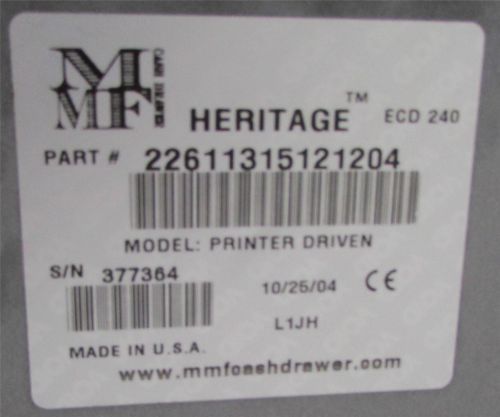 MMF CASH DRAWER
HERITAGE™ ECD 240
PART # 22611315121204
MODEL: PRINTER DRIVEN
S/N 377364
10/25/04 CE
L1JH
MADE IN U.S.A.
www.mmfcashdrawer.com